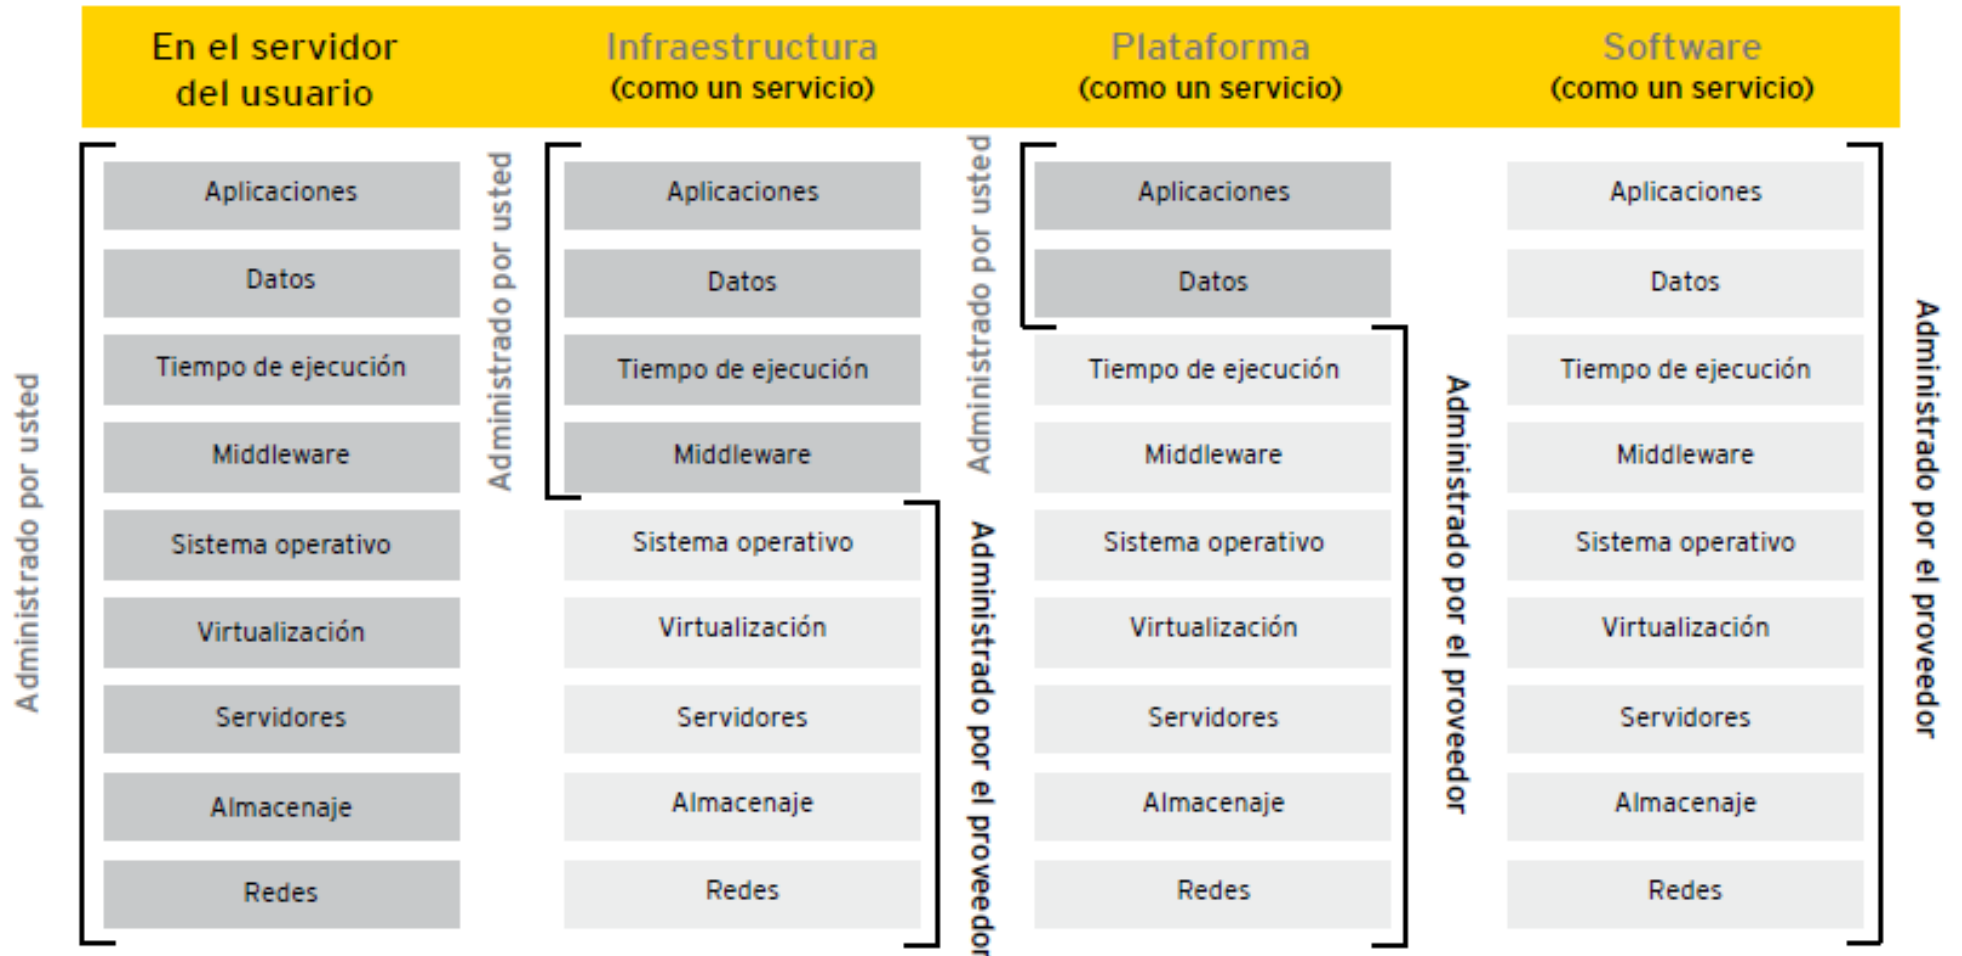 En el servidor
del usuario
Infraestructura
(como un servicio)
Plataforma
(como un servicio)
Software
(como un servicio)
Administrado por usted
Aplicaciones
Datos
Tiempo de ejecución
Middleware
Sistema operativo
Virtualización
Servidores
Almacenaje
Redes
Administrado por usted
Aplicaciones
Datos
Tiempo de ejecución
Middleware
Sistema operativo
Virtualización
Servidores
Almacenaje
Redes
Administrado por el proveedor
Administrado por usted
Aplicaciones
Datos
Tiempo de ejecución
Middleware
Sistema operativo
Virtualización
Servidores
Almacenaje
Redes
Administrado por el proveedor
Aplicaciones
Datos
Tiempo de ejecución
Middleware
Sistema operativo
Virtualización
Servidores
Almacenaje
Redes
Administrado por el proveedor